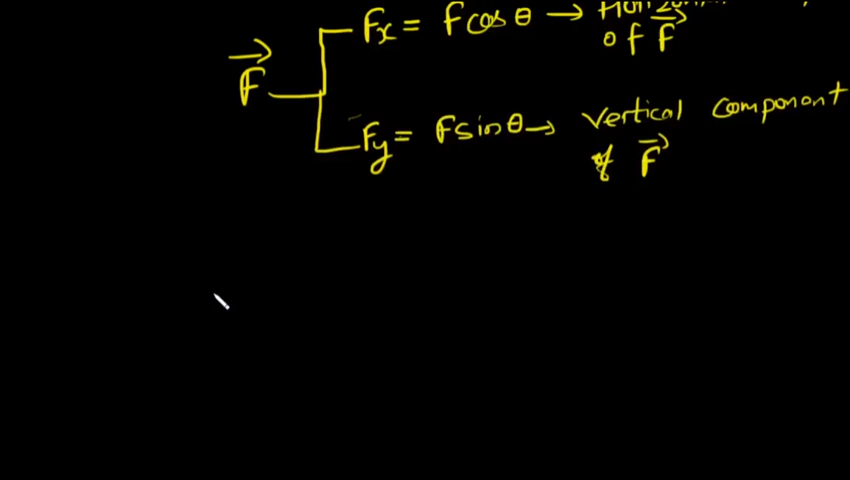 Fx = Fcosθ →
of F⃗
F⃗
Fy = Fsinθ → vertical component
of F⃗